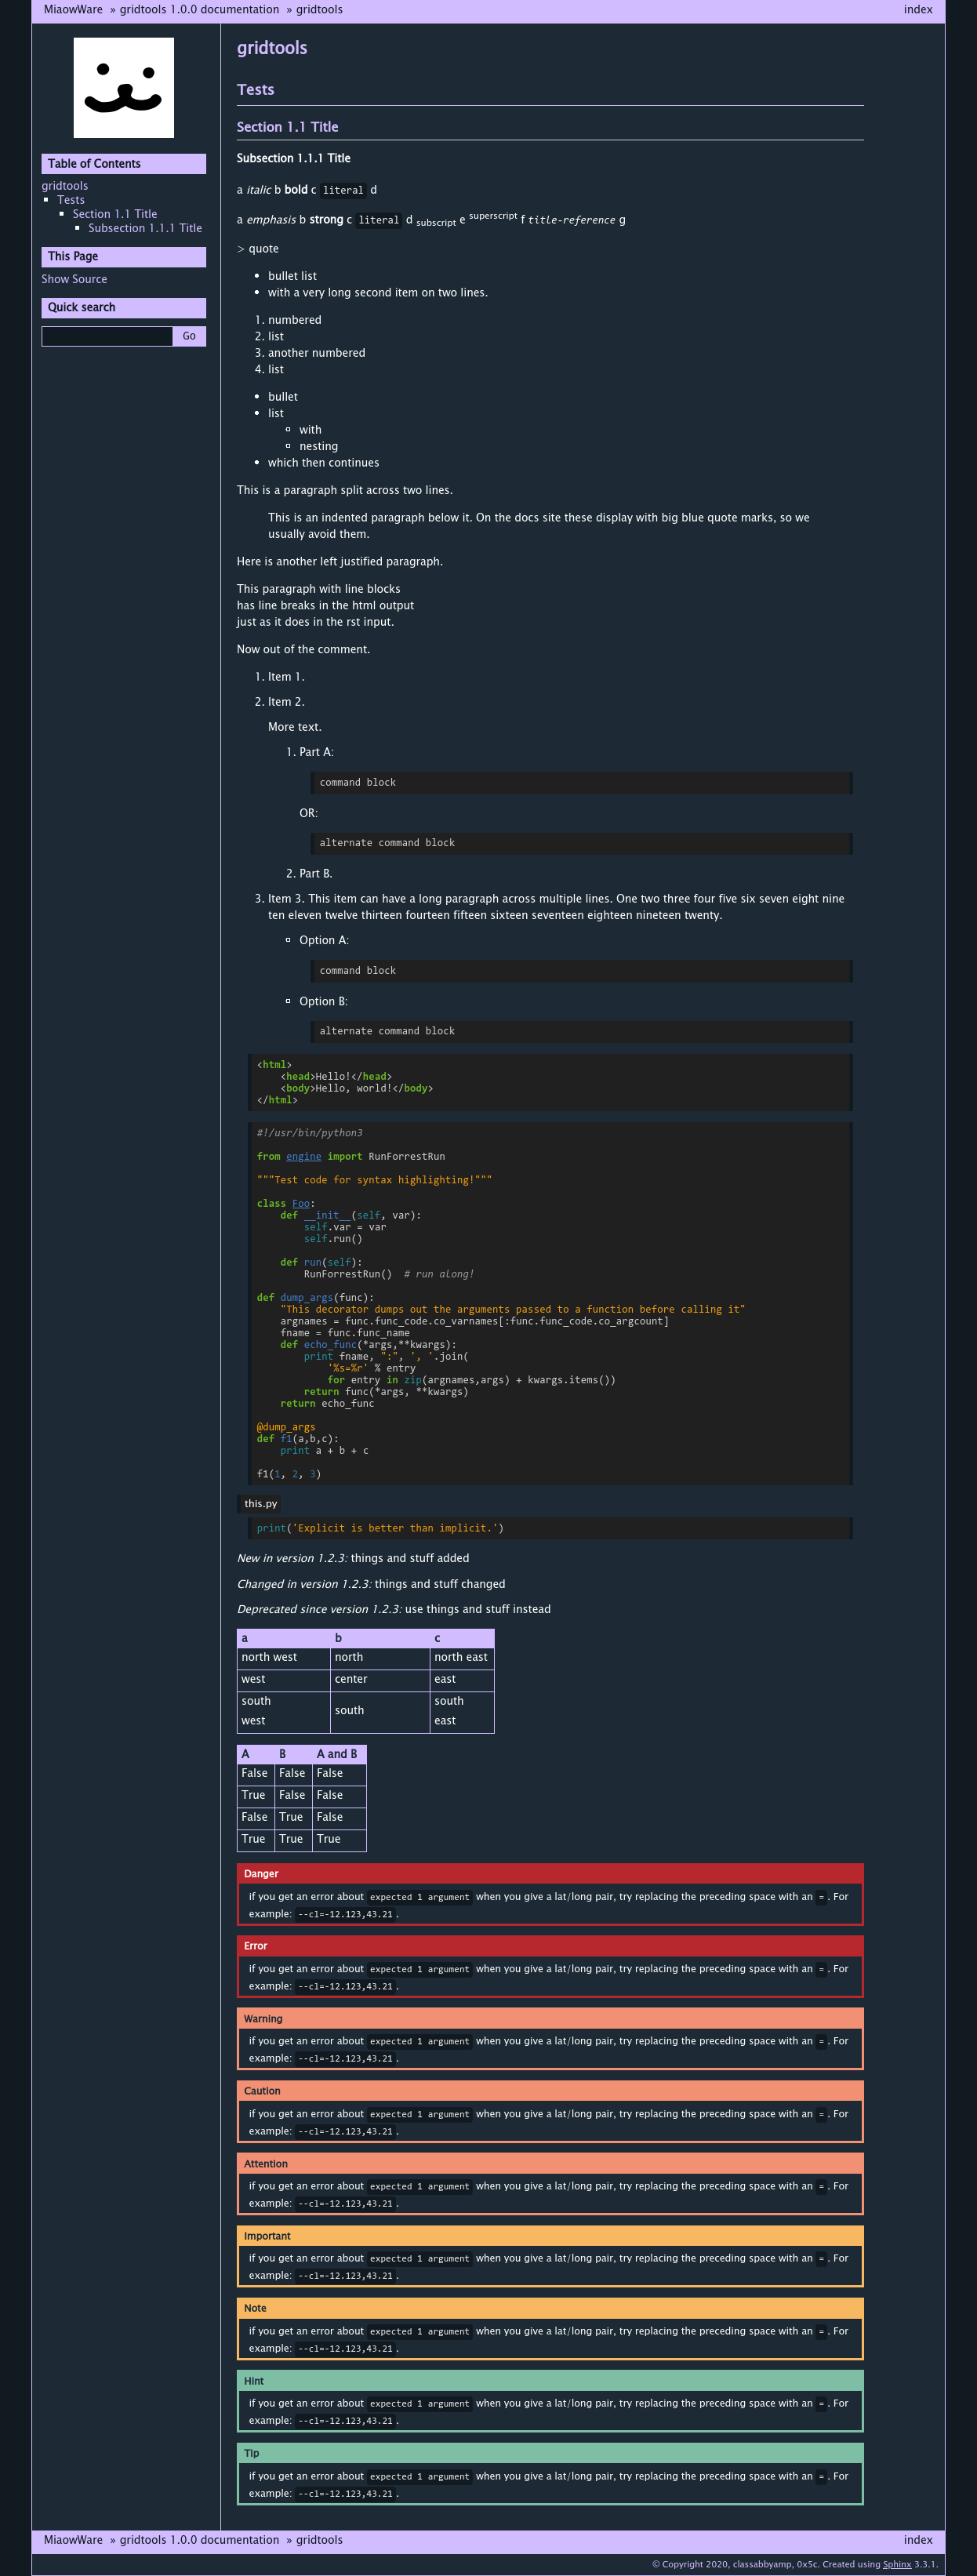 MiaowWare » gridtools 1.0.0 documentation » gridtools index
Table of Contents
gridtools
Tests
Section 1.1 Title
Subsection 1.1.1 Title
This Page
Show Source
Quick search
Go
gridtools
Tests
Section 1.1 Title
Subsection 1.1.1 Title
a italic b bold c literal d
a emphasis b strong c literal d subscript e superscript f title-reference g
> quote
• bullet list
• with a very long second item on two lines.
1. numbered
2. list
3. another numbered
4. list
• bullet
• list
with
nesting
• which then continues
This is a paragraph split across two lines.
This is an indented paragraph below it. On the docs site these display with big blue quote marks, so we
usually avoid them.
Here is another left justified paragraph.
This paragraph with line blocks
has line breaks in the html output
just as it does in the rst input.
Now out of the comment.
1. Item 1.
2. Item 2.
More text.
1. Part A:
command block
OR:
alternate command block
2. Part B.
3. Item 3. This item can have a long paragraph across multiple lines. One two three four five six seven eight nine
ten eleven twelve thirteen fourteen fifteen sixteen seventeen eighteen nineteen twenty.
Option A:
command block
Option B:
alternate command block
<html>
    <head>Hello!</head>
    <body>Hello, world!</body>
</html>
#!/usr/bin/python3
from engine import RunForrestRun
"""Test code for syntax highlighting!"""
class Foo:
    def __init__(self, var):
        self.var = var
        self.run()
    def run(self):
        RunForrestRun()  # run along!
def dump_args(func):
    "This decorator dumps out the arguments passed to a function before calling it"
    argnames = func.func_code.co_varnames[:func.func_code.co_argcount]
    fname = func.func_name
    def echo_func(*args,**kwargs):
        print fname, ":", ', '.join(
            '%s=%r' % entry
            for entry in zip(argnames,args) + kwargs.items())
        return func(*args, **kwargs)
    return echo_func
@dump_args
def f1(a,b,c):
    print a + b + c
f1(1, 2, 3)
this.py
print('Explicit is better than implicit.')
New in version 1.2.3: things and stuff added
Changed in version 1.2.3: things and stuff changed
Deprecated since version 1.2.3: use things and stuff instead
a b c
north west north north east
west center east
south
west south south
east
A B A and B
False False False
True False False
False True False
True True True
Danger
if you get an error about expected 1 argument when you give a lat/long pair, try replacing the preceding space with an =. For
example: --cl=-12.123,43.21.
Error
if you get an error about expected 1 argument when you give a lat/long pair, try replacing the preceding space with an =. For
example: --cl=-12.123,43.21.
Warning
if you get an error about expected 1 argument when you give a lat/long pair, try replacing the preceding space with an =. For
example: --cl=-12.123,43.21.
Caution
if you get an error about expected 1 argument when you give a lat/long pair, try replacing the preceding space with an =. For
example: --cl=-12.123,43.21.
Attention
if you get an error about expected 1 argument when you give a lat/long pair, try replacing the preceding space with an =. For
example: --cl=-12.123,43.21.
Important
if you get an error about expected 1 argument when you give a lat/long pair, try replacing the preceding space with an =. For
example: --cl=-12.123,43.21.
Note
if you get an error about expected 1 argument when you give a lat/long pair, try replacing the preceding space with an =. For
example: --cl=-12.123,43.21.
Hint
if you get an error about expected 1 argument when you give a lat/long pair, try replacing the preceding space with an =. For
example: --cl=-12.123,43.21.
Tip
if you get an error about expected 1 argument when you give a lat/long pair, try replacing the preceding space with an =. For
example: --cl=-12.123,43.21.
MiaowWare » gridtools 1.0.0 documentation » gridtools index
© Copyright 2020, classabbyamp, 0x5c. Created using Sphinx 3.3.1.